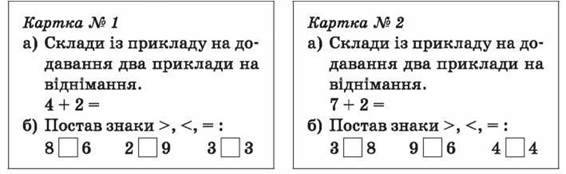 Картка № 1
а) Склади із прикладу на до-
давання два приклади на
віднімання.
4 + 2 =
б) Постав знаки >, <, = :
8 □ 6 2 □ 9 3 □ 3
Картка № 2
а) Склади із прикладу на до-
давання два приклади на
віднімання.
7 + 2 =
б) Постав знаки >, <, = :
3 □ 8 9 □ 6 4 □ 4